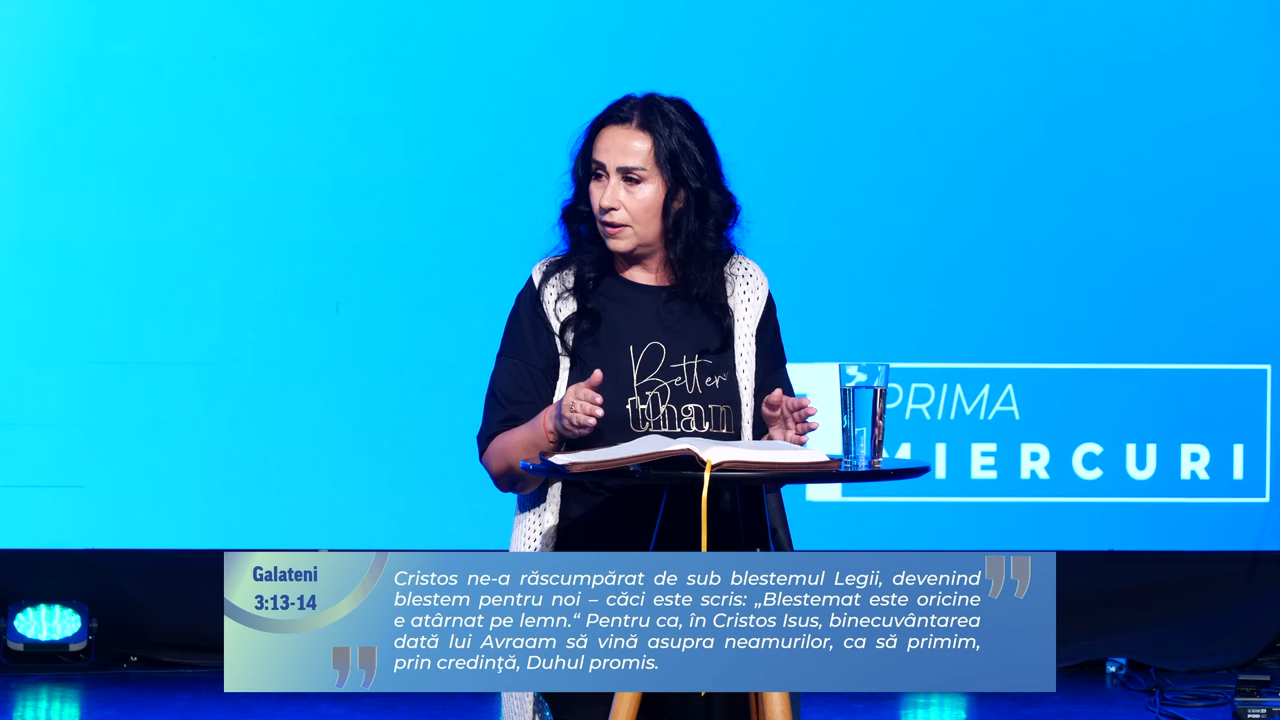 Better
than
PRIMA
MIERCURI
Galateni
3:13-14
Cristos ne-a răscumpărat de sub blestemul Legii, devenind
blestem pentru noi – căci este scris: „Blestemat este oricine
e atârnat pe lemn.“ Pentru ca, în Cristos Isus, binecuvântarea
dată lui Avraam să vină asupra neamurilor, ca să primim,
prin credinţă, Duhul promis.